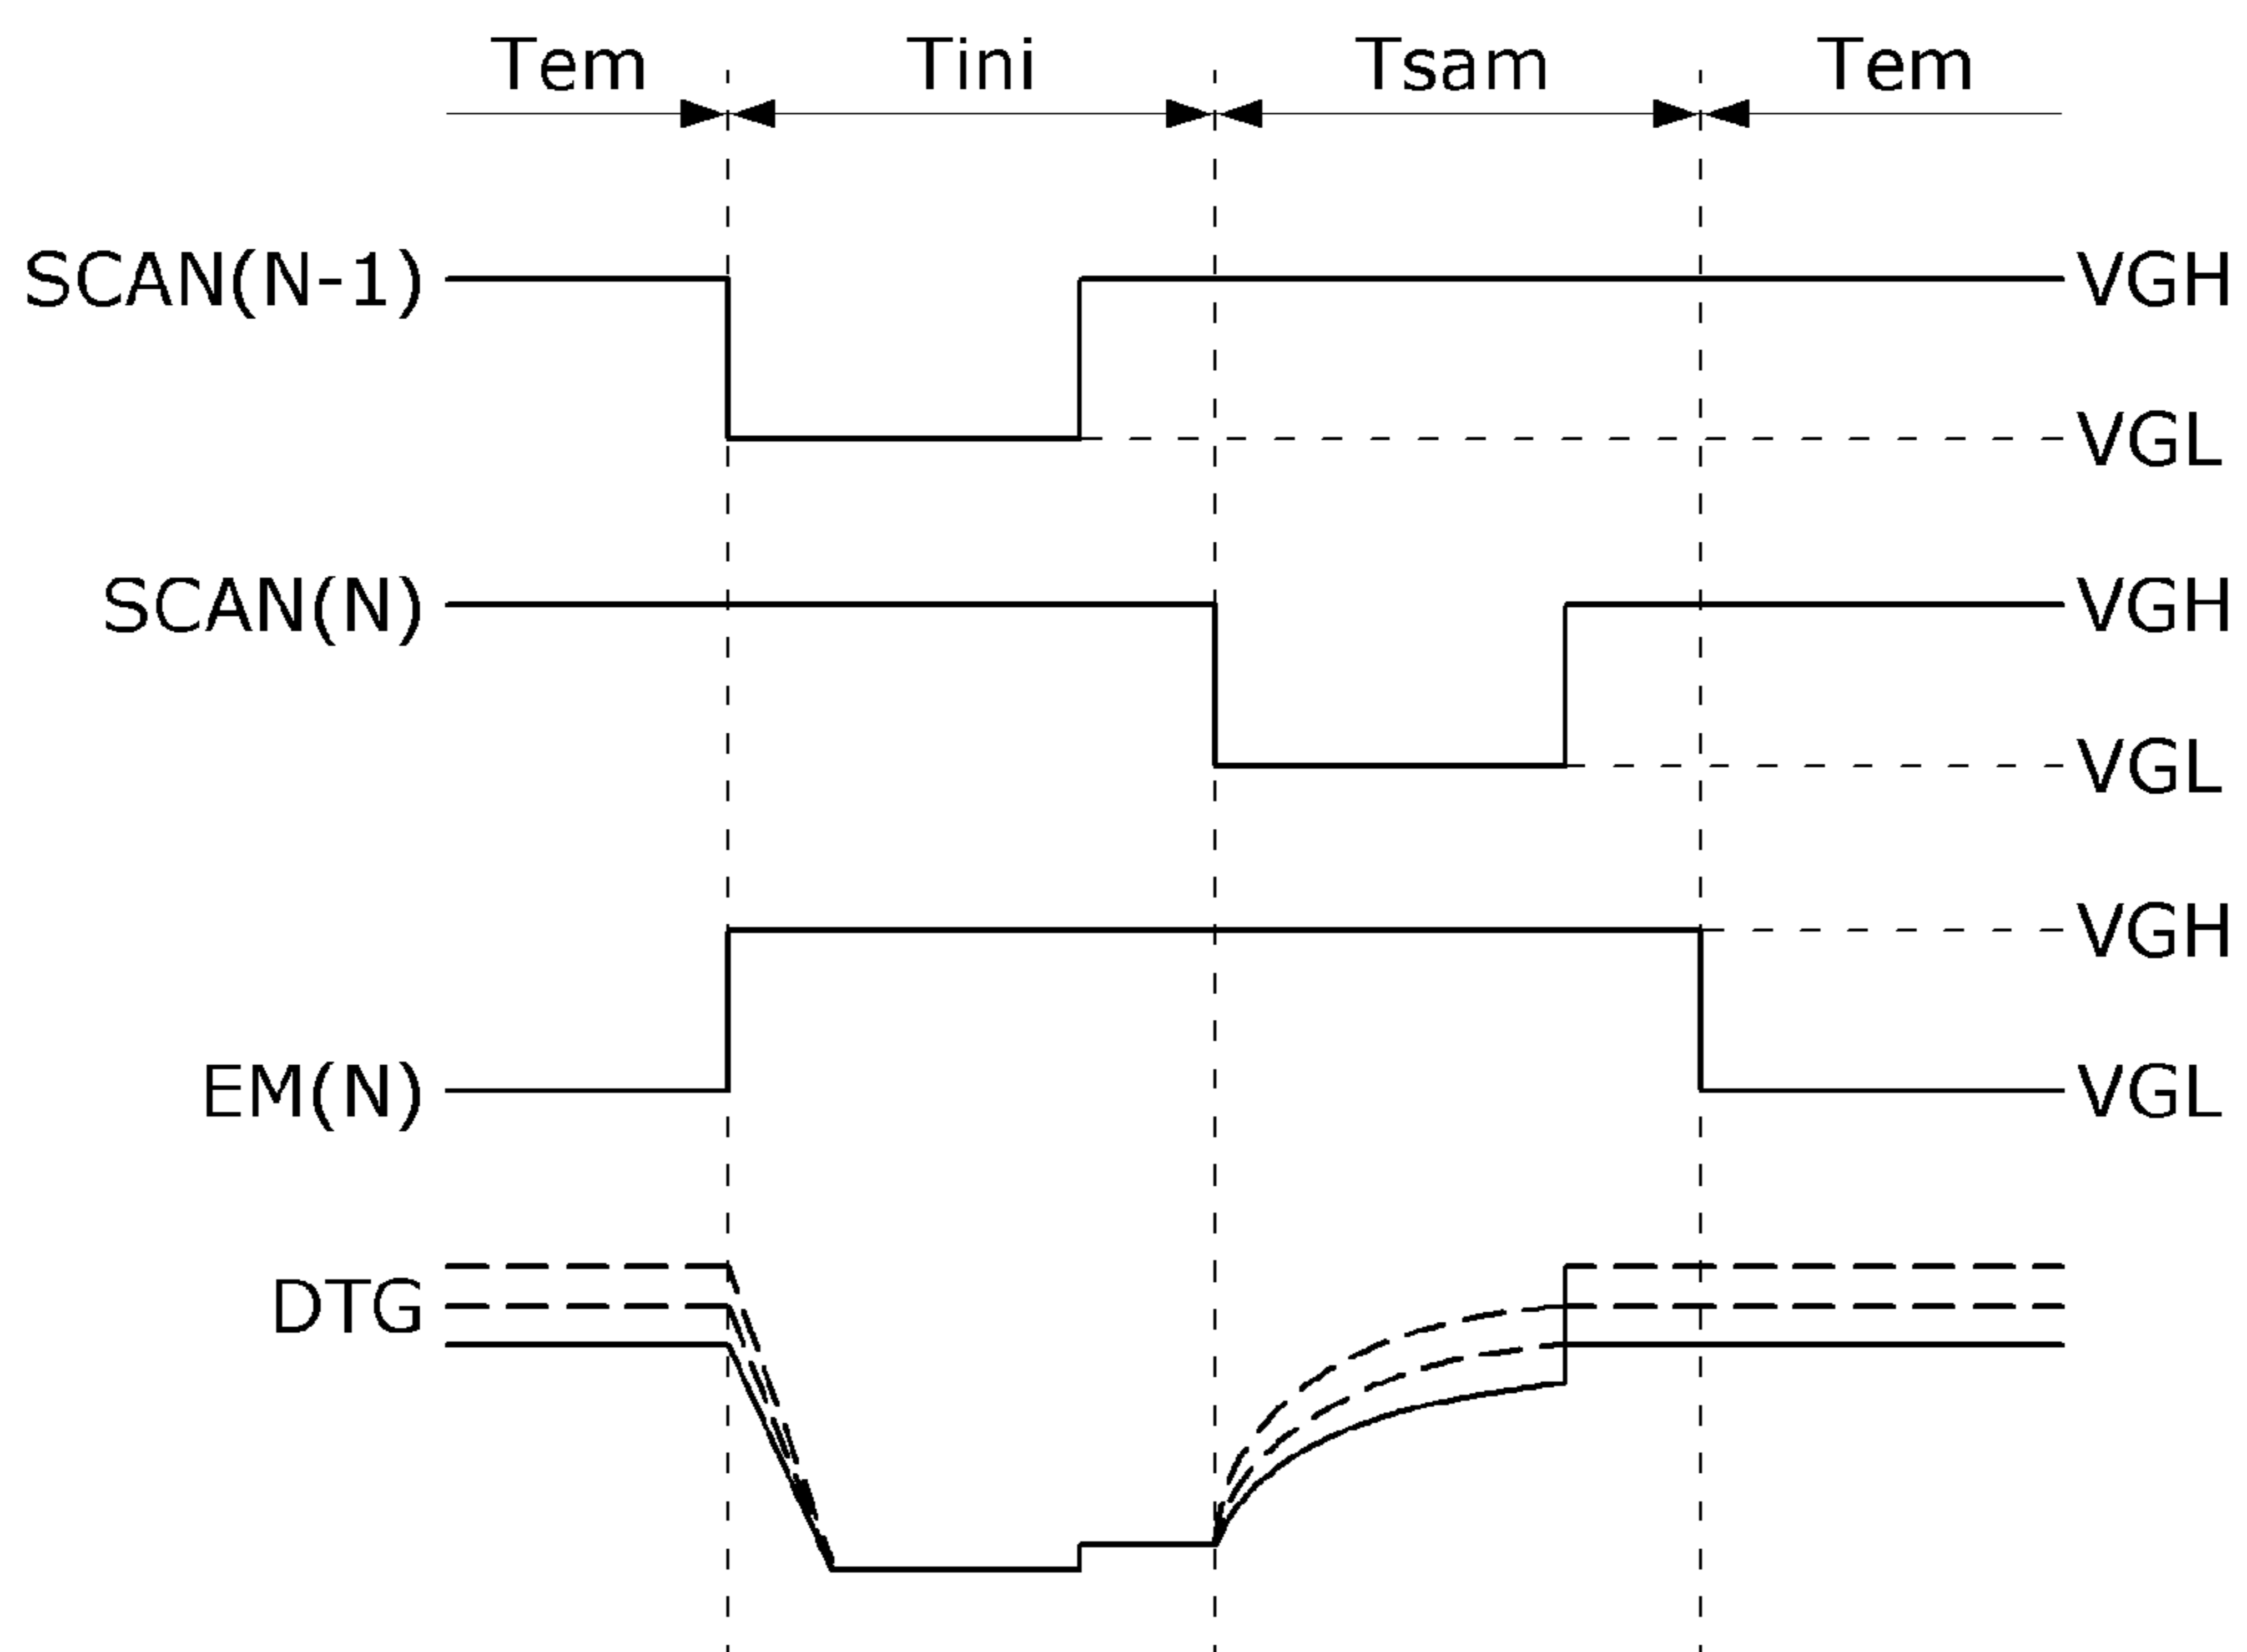 Tem Tini Tsam Tem
SCAN(N-1) VGH
VGL
SCAN(N) VGH
VGL
VGH
EM(N) VGL
DTG